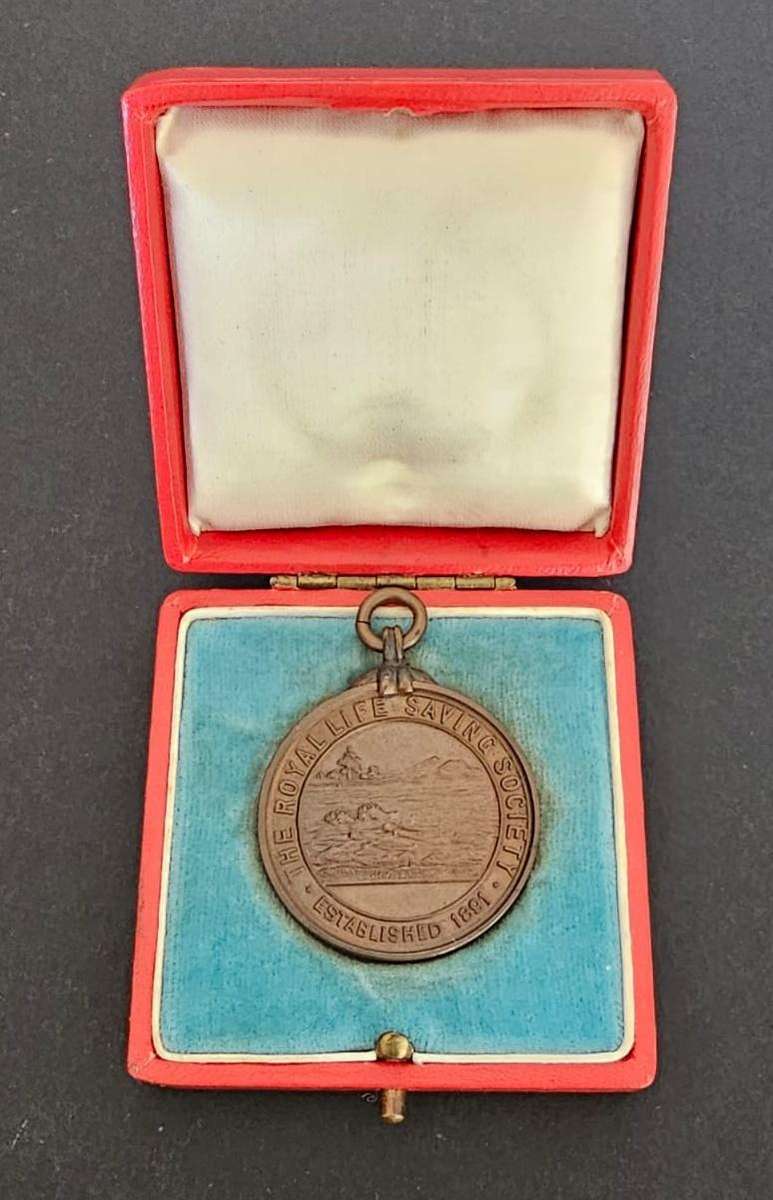 THE ROYAL LIFE SAVING SOCIETY
· ESTABLISHED 1891 ·